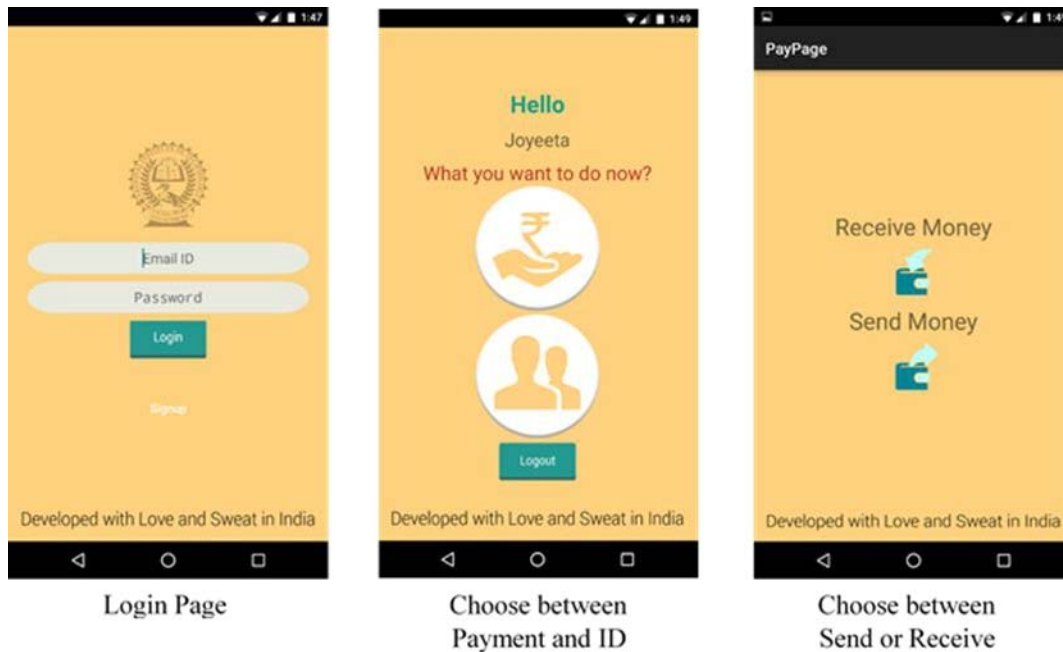 1:47
Email ID
Password
Login
Signup
Developed with Love and Sweat in India
Login Page
1:49
Hello
Joyeeta
What you want to do now?
₹
Logout
Developed with Love and Sweat in India
Choose between
Payment and ID
PayPage
Receive Money
Send Money
Developed with Love and Sweat in India
Choose between
Send or Receive